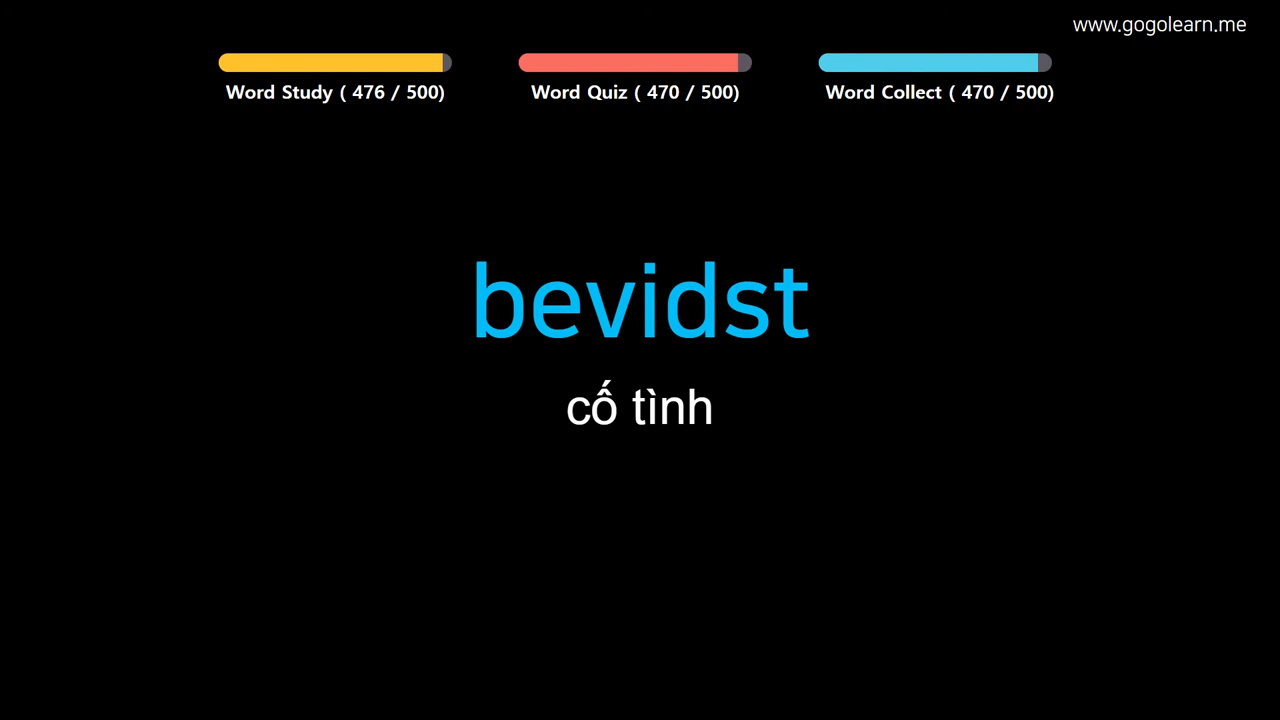 www.gogolearn.me
Word Study ( 476 / 500)
Word Quiz ( 470 / 500)
Word Collect ( 470 / 500)
bevidst
cố tình